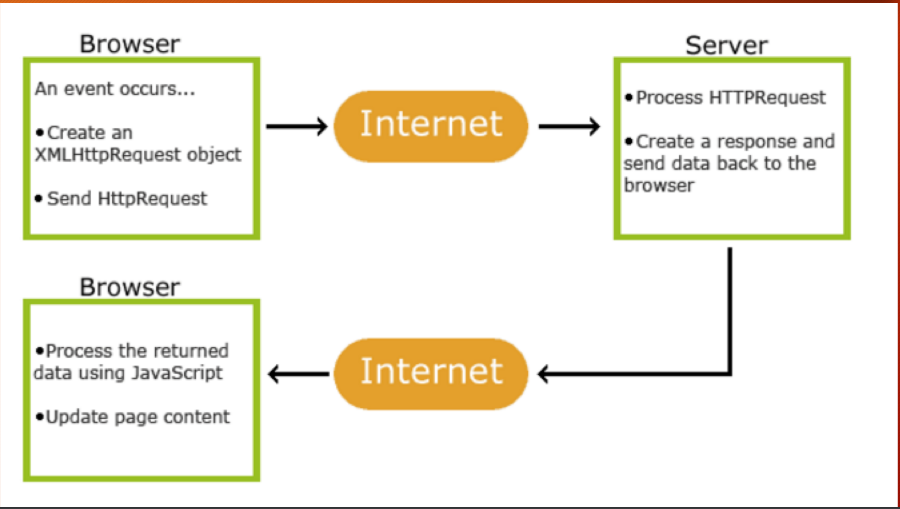 Browser
An event occurs...
•Create an
XMLHttpRequest object
• Send HttpRequest
Internet
Server
•Process HTTPRequest
•Create a response and
send data back to the
browser
Browser
•Process the returned
data using JavaScript
•Update page content
Internet